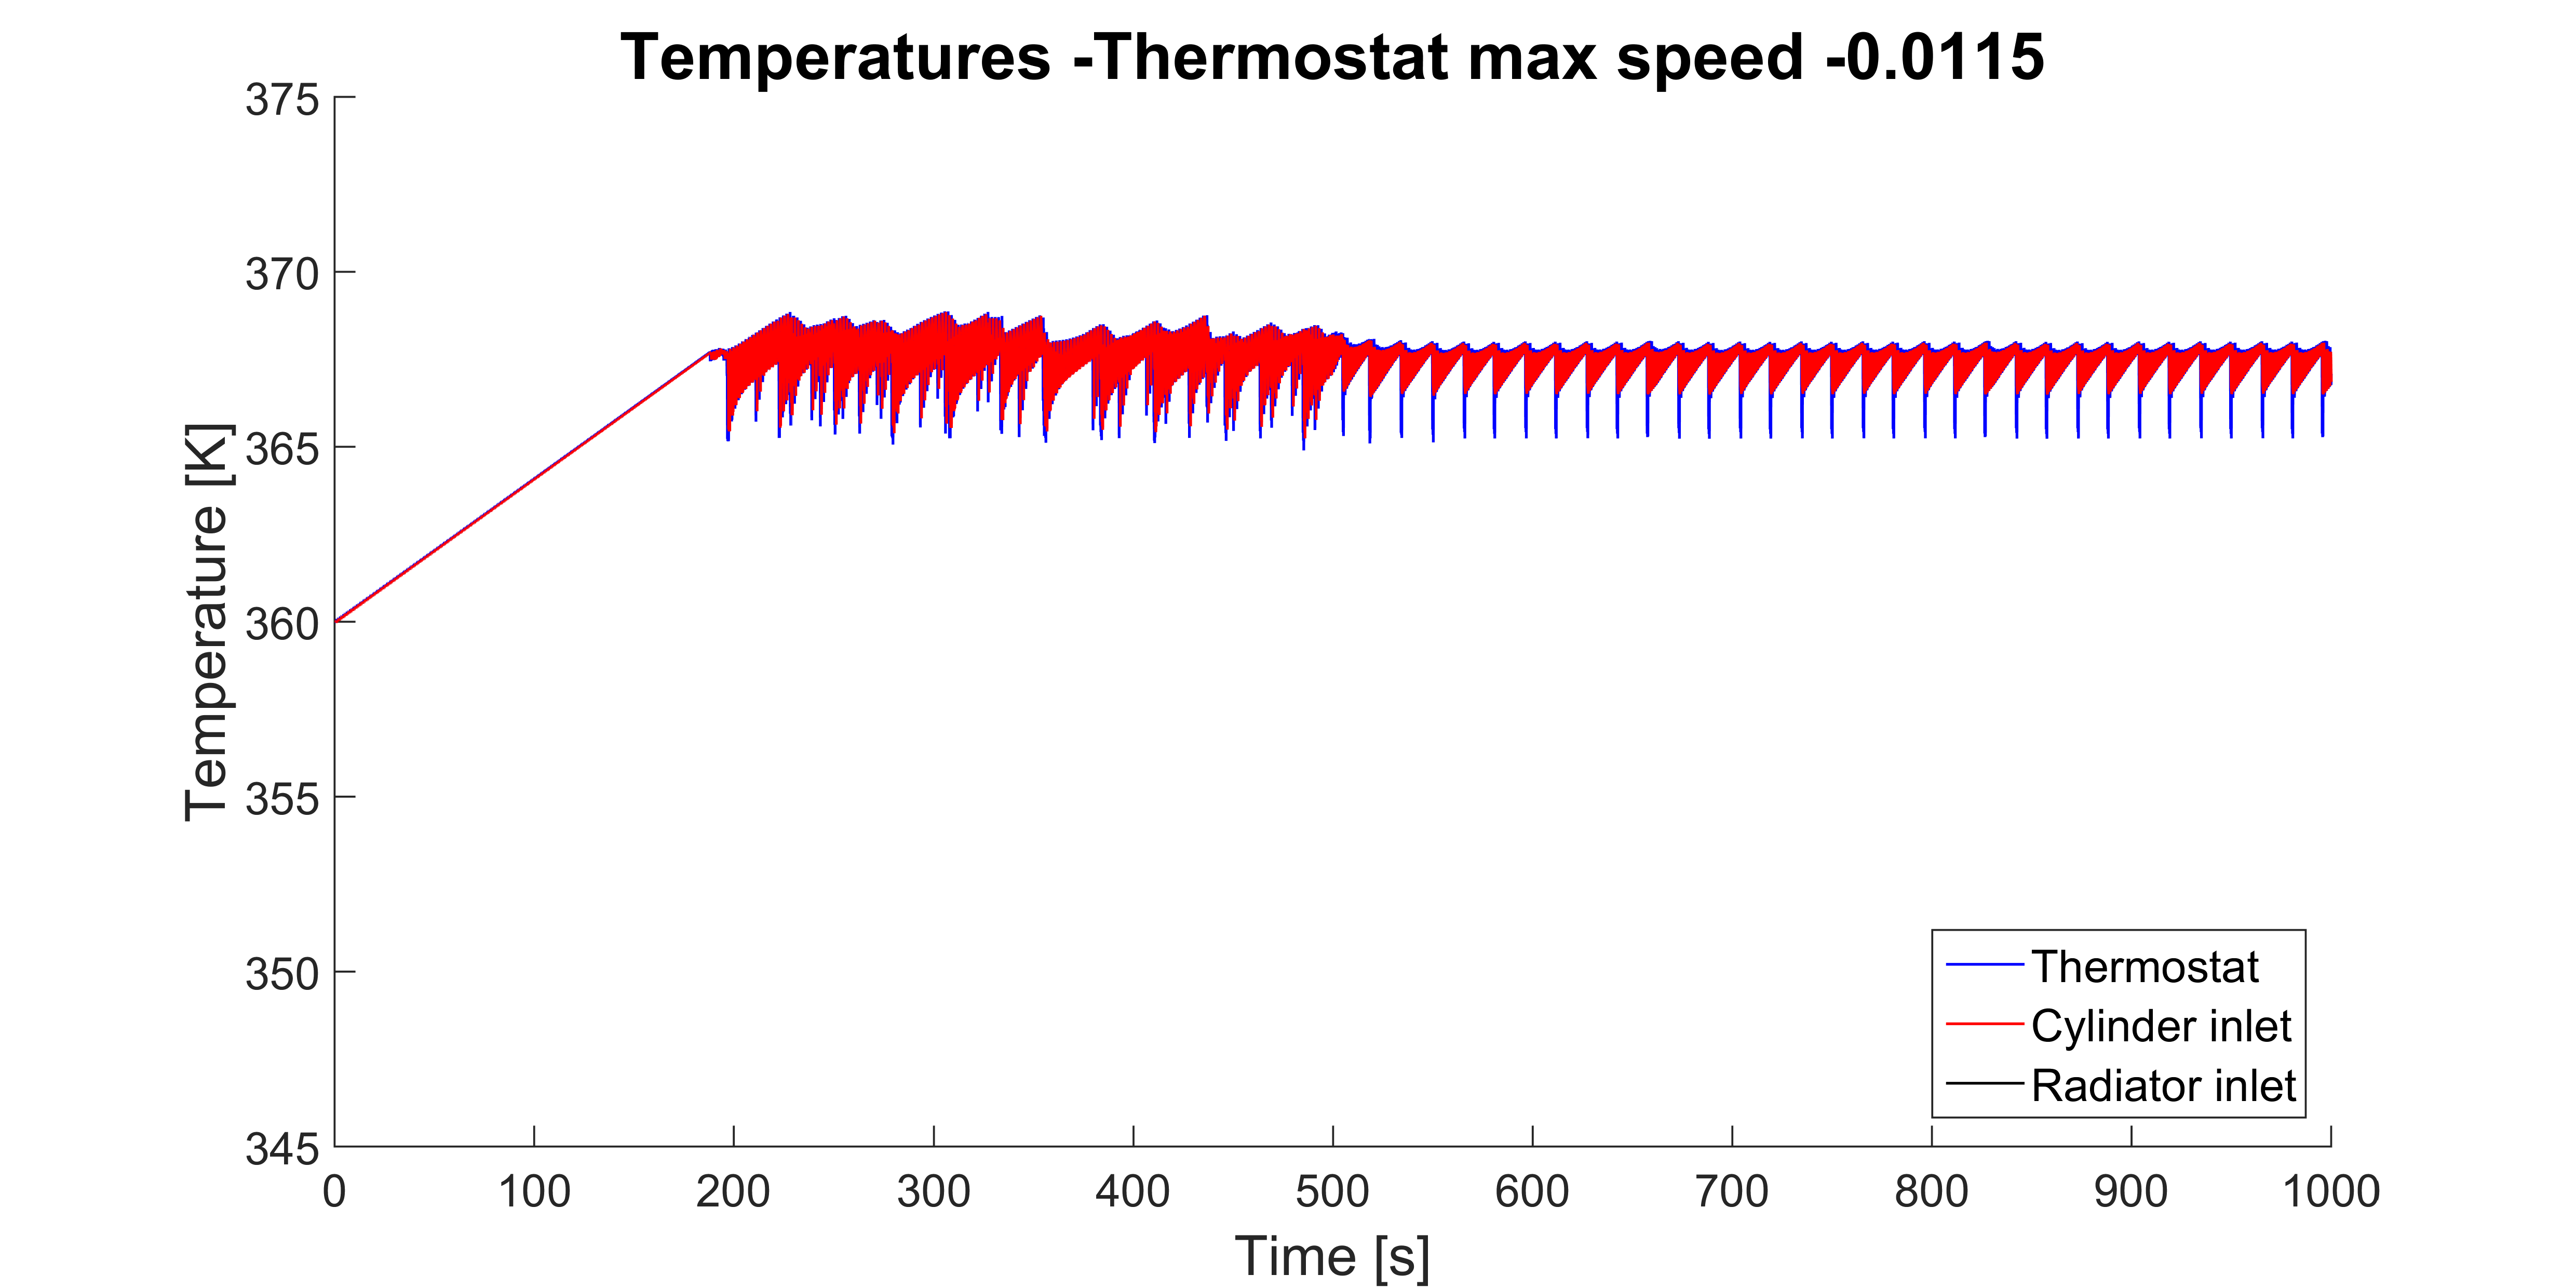 Temperatures -Thermostat max speed -0.0115
375
370
365
360
355
350
345
Temperature [K]
Thermostat
Cylinder inlet
Radiator inlet
0 100 200 300 400 500 600 700 800 900 1000
Time [s]